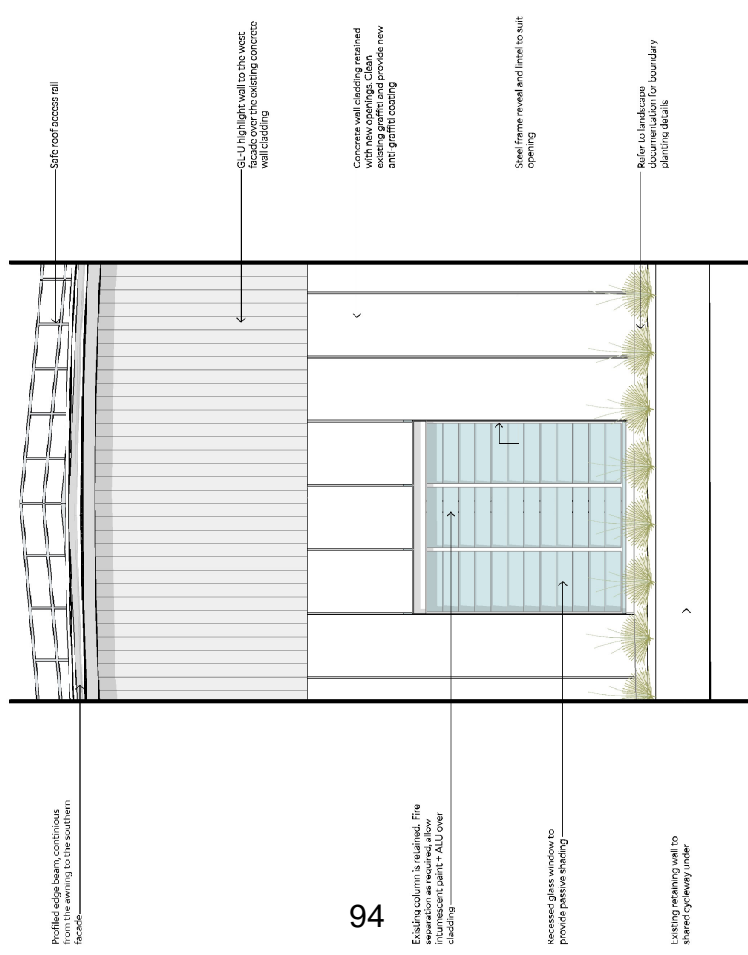 Safe roof access rail
GL-U highlight wall to the west
facade over the existing concrete
wall cladding
Concrete wall cladding retained
with new openings. Clean
existing graffiti and provide new
anti-graffiti coating
Steel frame reveal and lintel to suit
opening
Refer to landscape
documentation for boundary
planting details
Profiled edge beam, continious
from the awning to the southern
facade
Existing column is retained. Fire
separation as required, allow
intumescent paint + ALU over
cladding
Recessed glass window to
provide passive shading
Existing retaining wall to
shared cycleway under
94